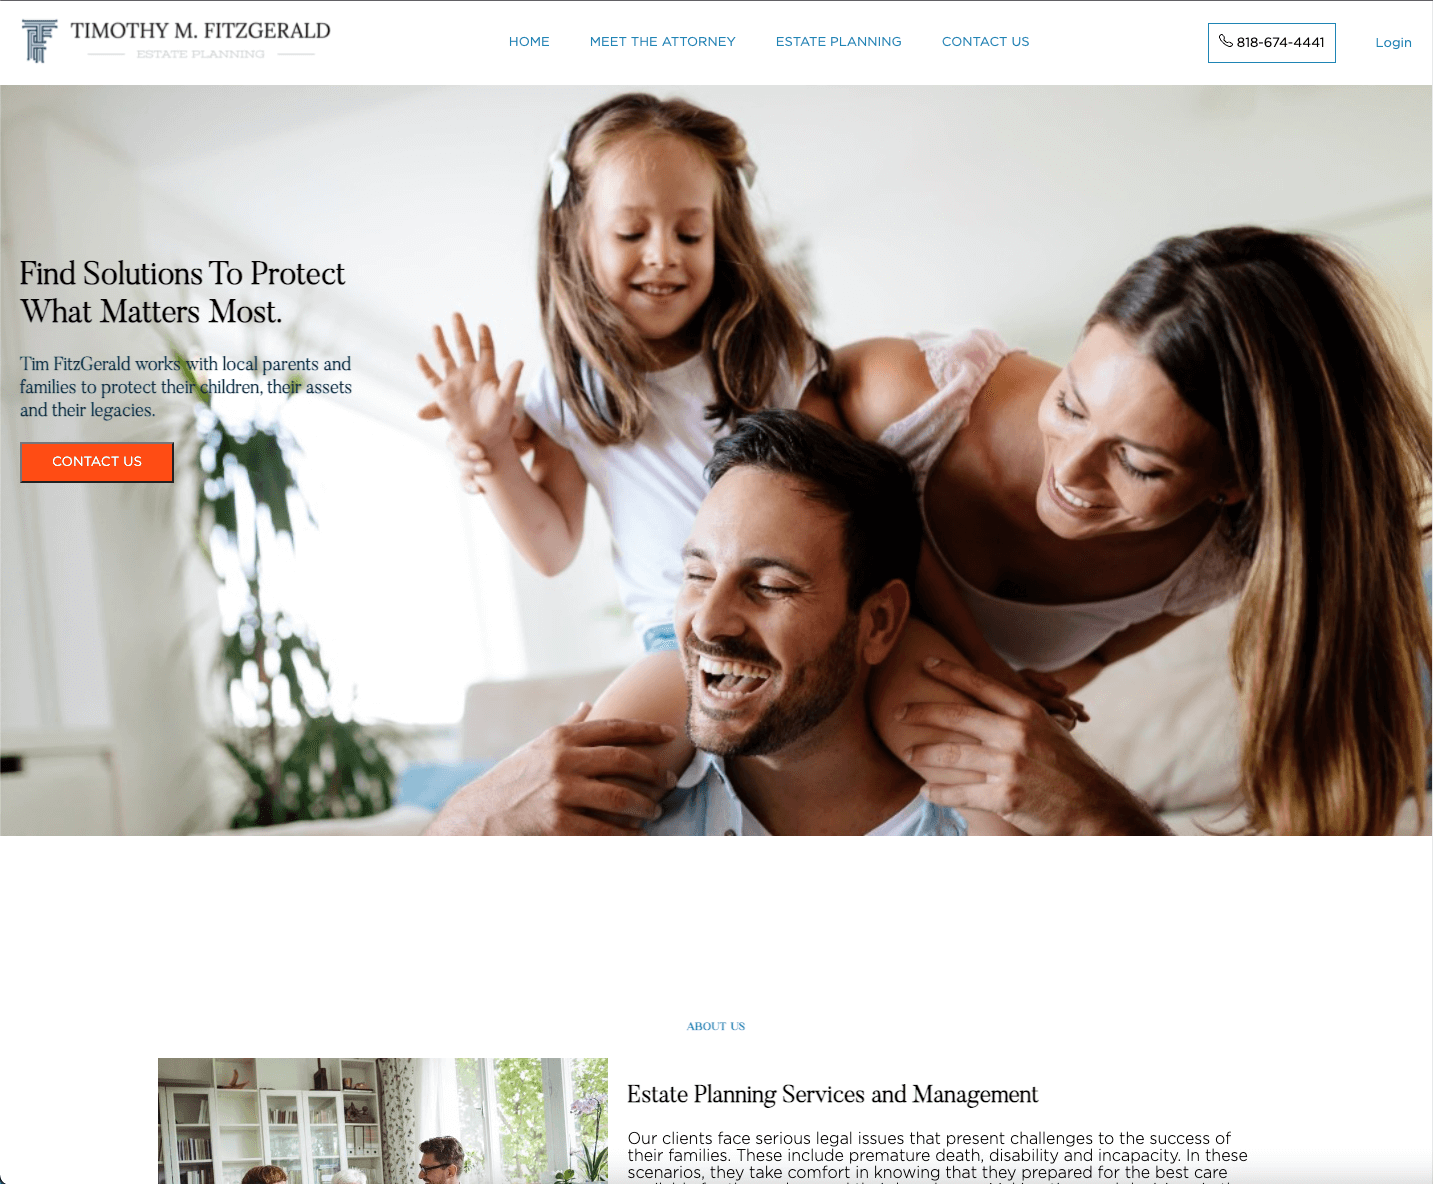 TIMOTHY M. FITZGERALD
ESTATE PLANNING
HOME
MEET THE ATTORNEY
ESTATE PLANNING
CONTACT US
818-674-4441
Login
Find Solutions To Protect
What Matters Most.
Tim FitzGerald works with local parents and
families to protect their children, their assets
and their legacies.
CONTACT US
ABOUT US
Estate Planning Services and Management
Our clients face serious legal issues that present challenges to the success of
their families. These include premature death, disability and incapacity. In these
scenarios, they take comfort in knowing that they prepared for the best care